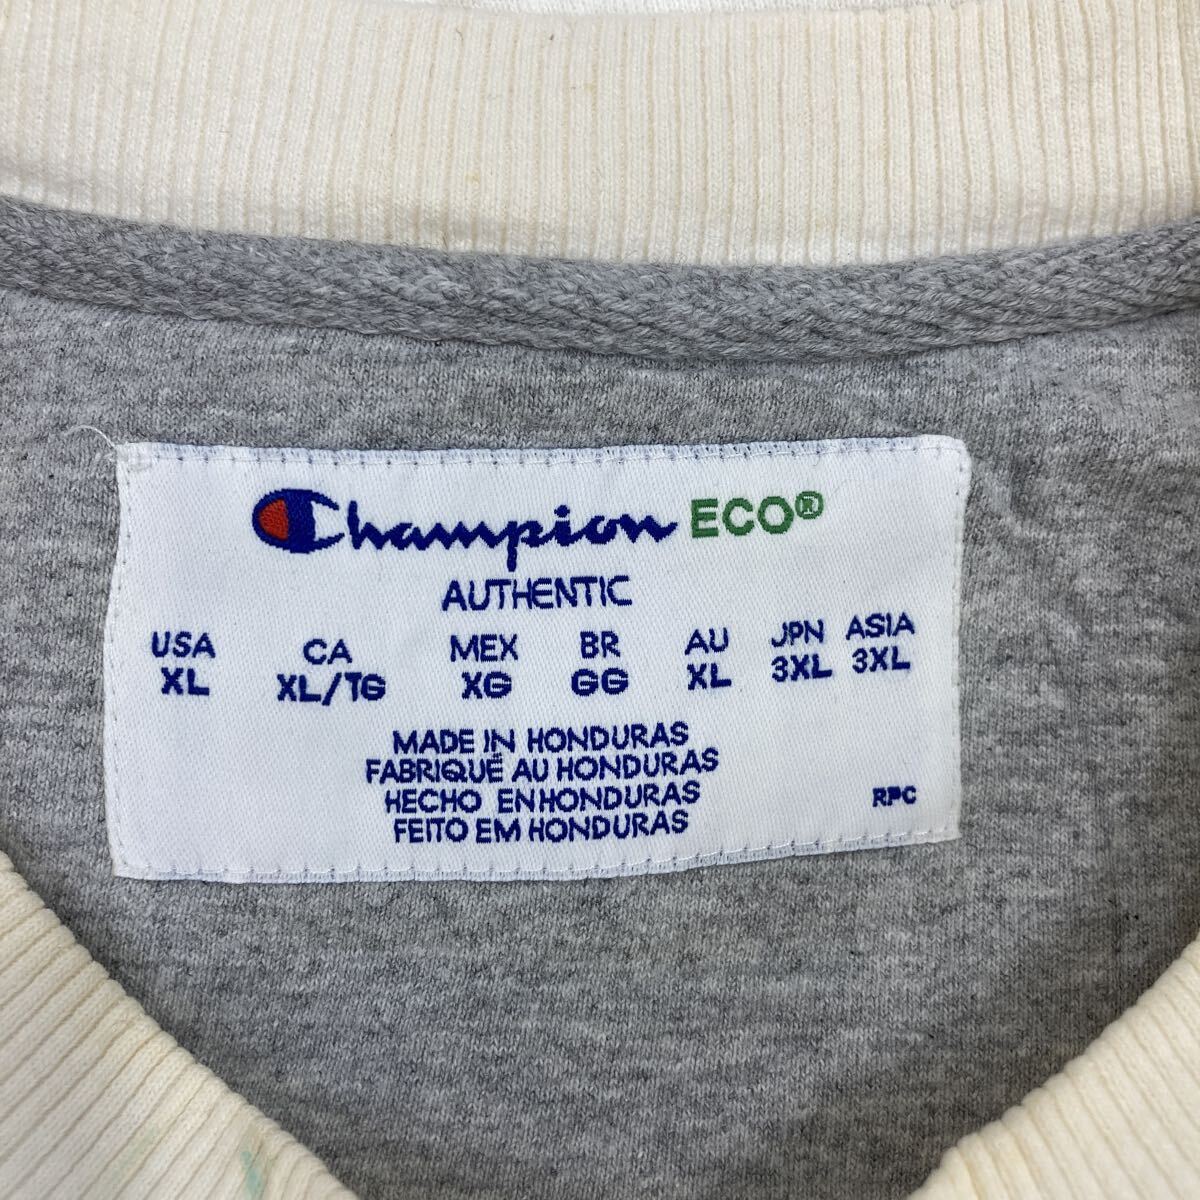 Champion ECO®
AUTHENTIC
USA CA MEX BR AU JPN ASIA
XL XL/TG XG GG XL 3XL 3XL
MADE IN HONDURAS
FABRIQUÉ AU HONDURAS
HECHO EN HONDURAS
FEITO EM HONDURAS
RPC